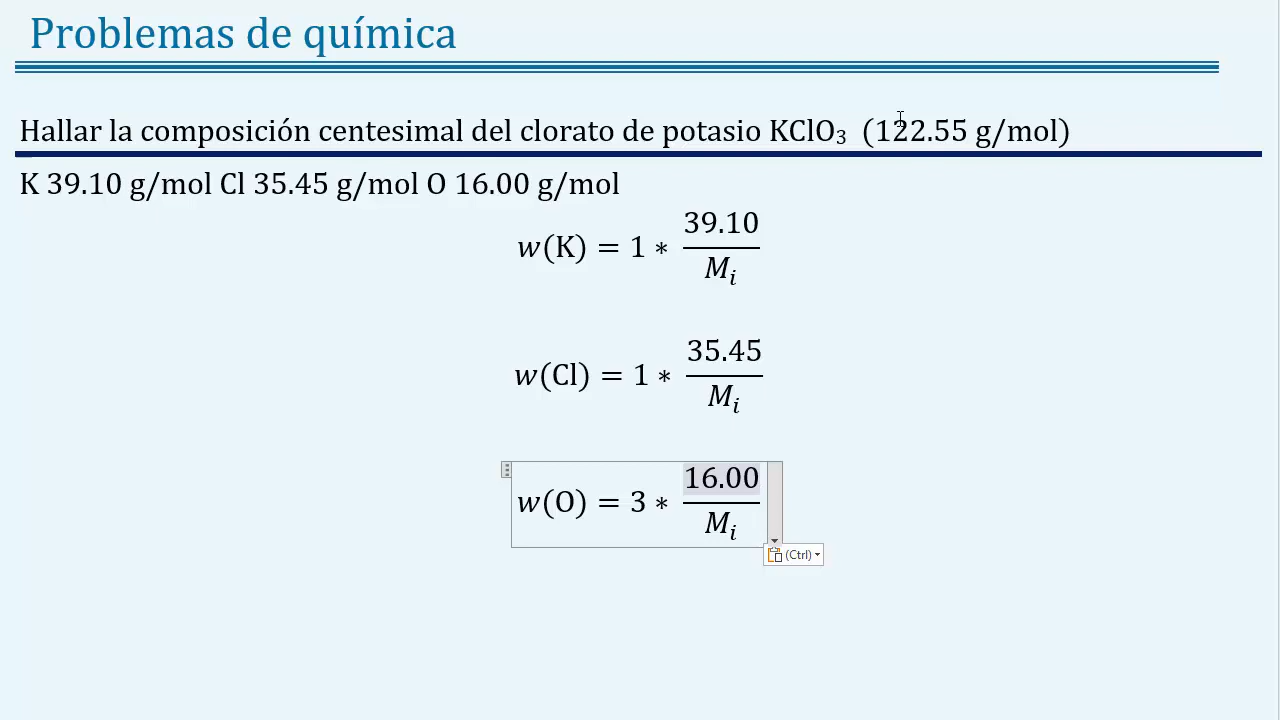 Problemas de química
Hallar la composición centesimal del clorato de potasio KClO₃ (122.55 g/mol)
K 39.10 g/mol Cl 35.45 g/mol O 16.00 g/mol
w(K) = 1 * 39.10 / Mᵢ
w(Cl) = 1 * 35.45 / Mᵢ
w(O) = 3 * 16.00 / Mᵢ
(Ctrl)